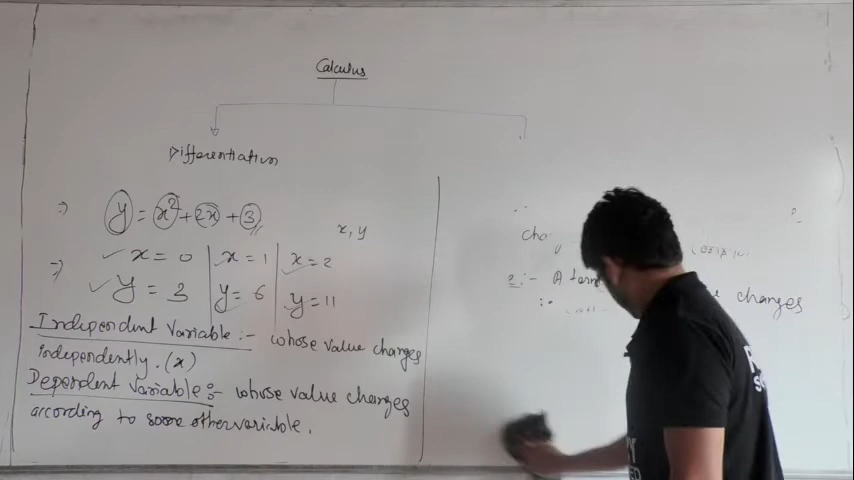 Calculus
Differentiation
=) y = x² + 2x + 3
x, y
=) ✓ x = 0 | x = 1 | x = 2
✓ y = 3 | y = 6 | y = 11
Independent Variable :- whose value changes
independently. (x)
Dependent Variable :- whose value changes
according to some other variable.
cho
2 :- A term
changes